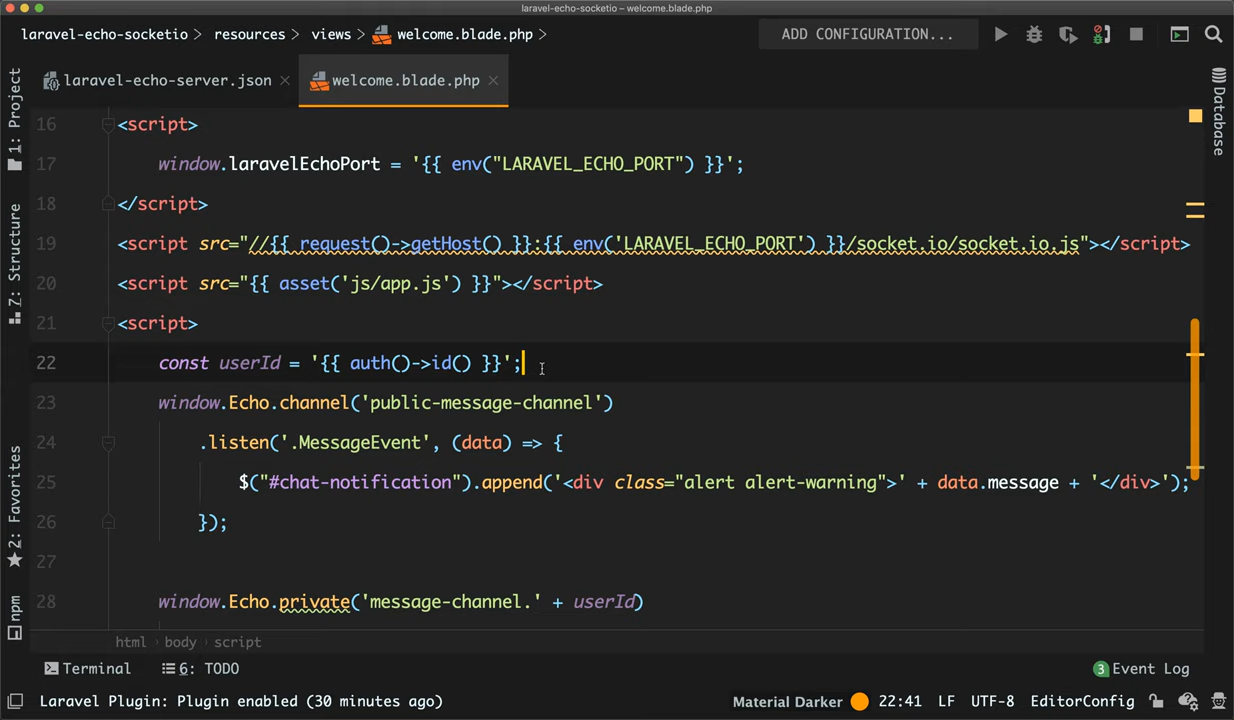 laravel-echo-socketio – welcome.blade.php
laravel-echo-socketio > resources > views > welcome.blade.php >
ADD CONFIGURATION...
laravel-echo-server.json ×
welcome.blade.php ×
1: Project
7: Structure
2: Favorites
npm
Database
16 <script>
17 window.laravelEchoPort = '{{ env("LARAVEL_ECHO_PORT") }}';
18 </script>
19 <script src="//{{ request()->getHost() }}:{{ env('LARAVEL_ECHO_PORT') }}/socket.io/socket.io.js"></script>
20 <script src="{{ asset('js/app.js') }}"></script>
21 <script>
22 const userId = '{{ auth()->id() }}';
23 window.Echo.channel('public-message-channel')
24 .listen('.MessageEvent', (data) => {
25 $("#chat-notification").append('<div class="alert alert-warning">' + data.message + '</div>');
26 });
27
28 window.Echo.private('message-channel.' + userId)
html > body > script
Terminal
6: TODO
3 Event Log
Laravel Plugin: Plugin enabled (30 minutes ago)
Material Darker
22:41
LF
UTF-8
EditorConfig